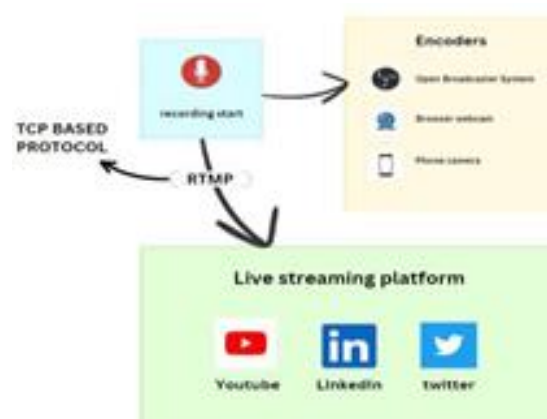 Encoders
Open Broadcaster System
Browser webcam
Phone camera
recording start
TCP BASED
PROTOCOL
RTMP
Live streaming platform
in
Youtube
LinkedIn
twitter